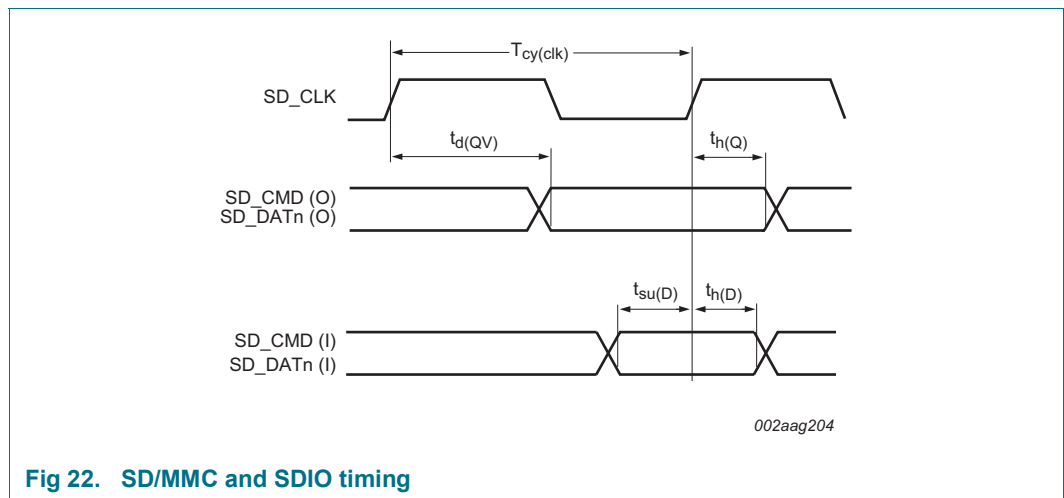 Tcy(clk)
SD_CLK
td(QV)
th(Q)
SD_CMD (O)
SD_DATn (O)
tsu(D)
th(D)
SD_CMD (I)
SD_DATn (I)
002aag204
Fig 22. SD/MMC and SDIO timing